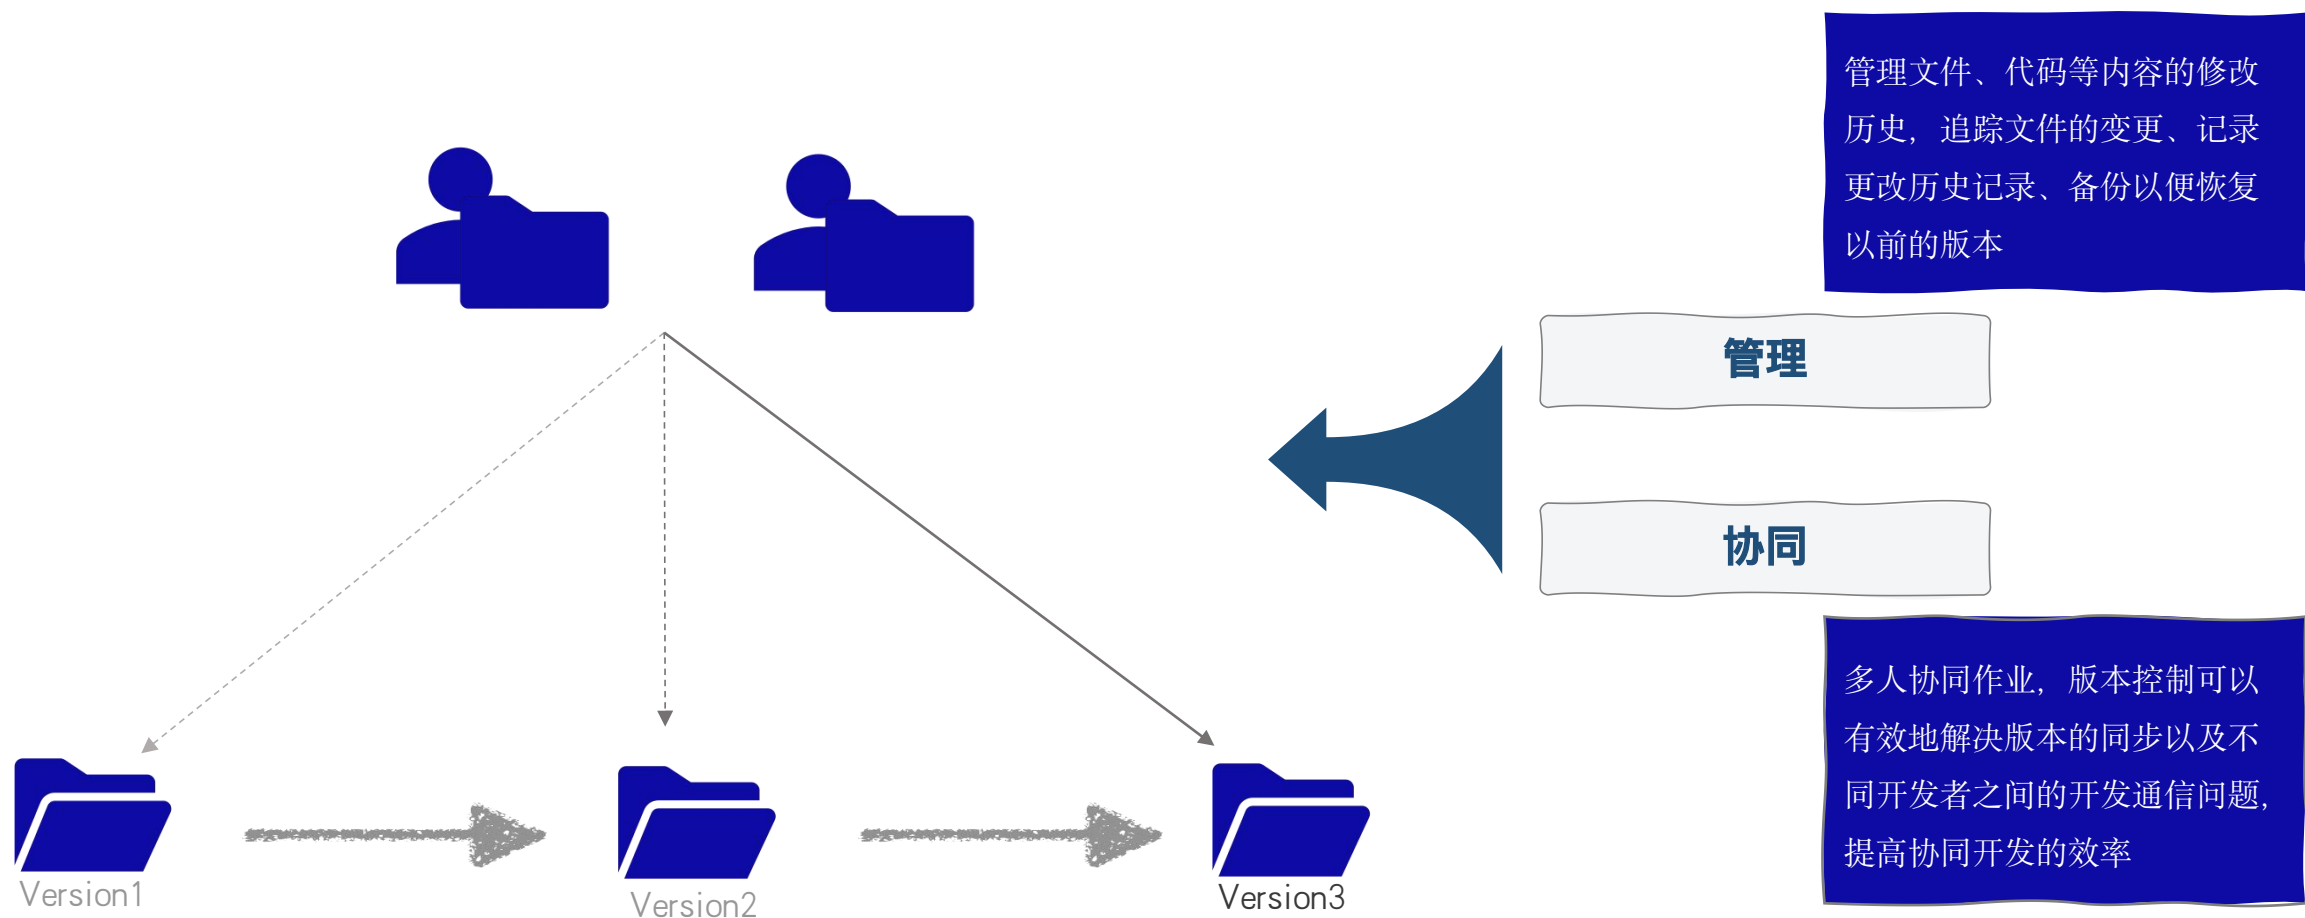 管理文件、代码等内容的修改
历史，追踪文件的变更、记录
更改历史记录、备份以便恢复
以前的版本
管理
协同
多人协同作业，版本控制可以
有效地解决版本的同步以及不
同开发者之间的开发通信问题，
提高协同开发的效率
Version1
Version2
Version3